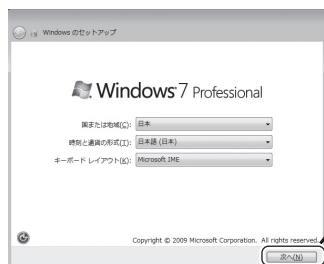 Windows のセットアップ
Windows 7 Professional
国または地域(C): 日本
時刻と通貨の形式(T): 日本語 (日本)
キーボード レイアウト(K): Microsoft IME
Copyright © 2009 Microsoft Corporation. All rights reserved.
次へ(N)